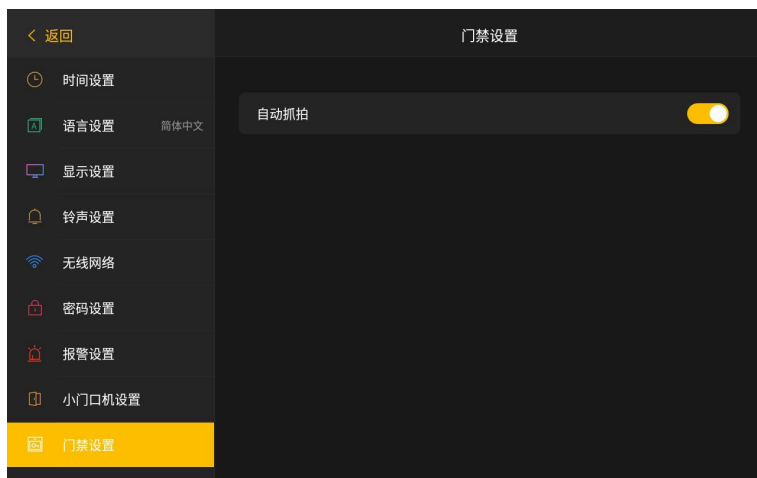 返回
门禁设置
时间设置
语言设置 简体中文
显示设置
铃声设置
无线网络
密码设置
报警设置
小门口机设置
门禁设置
自动抓拍